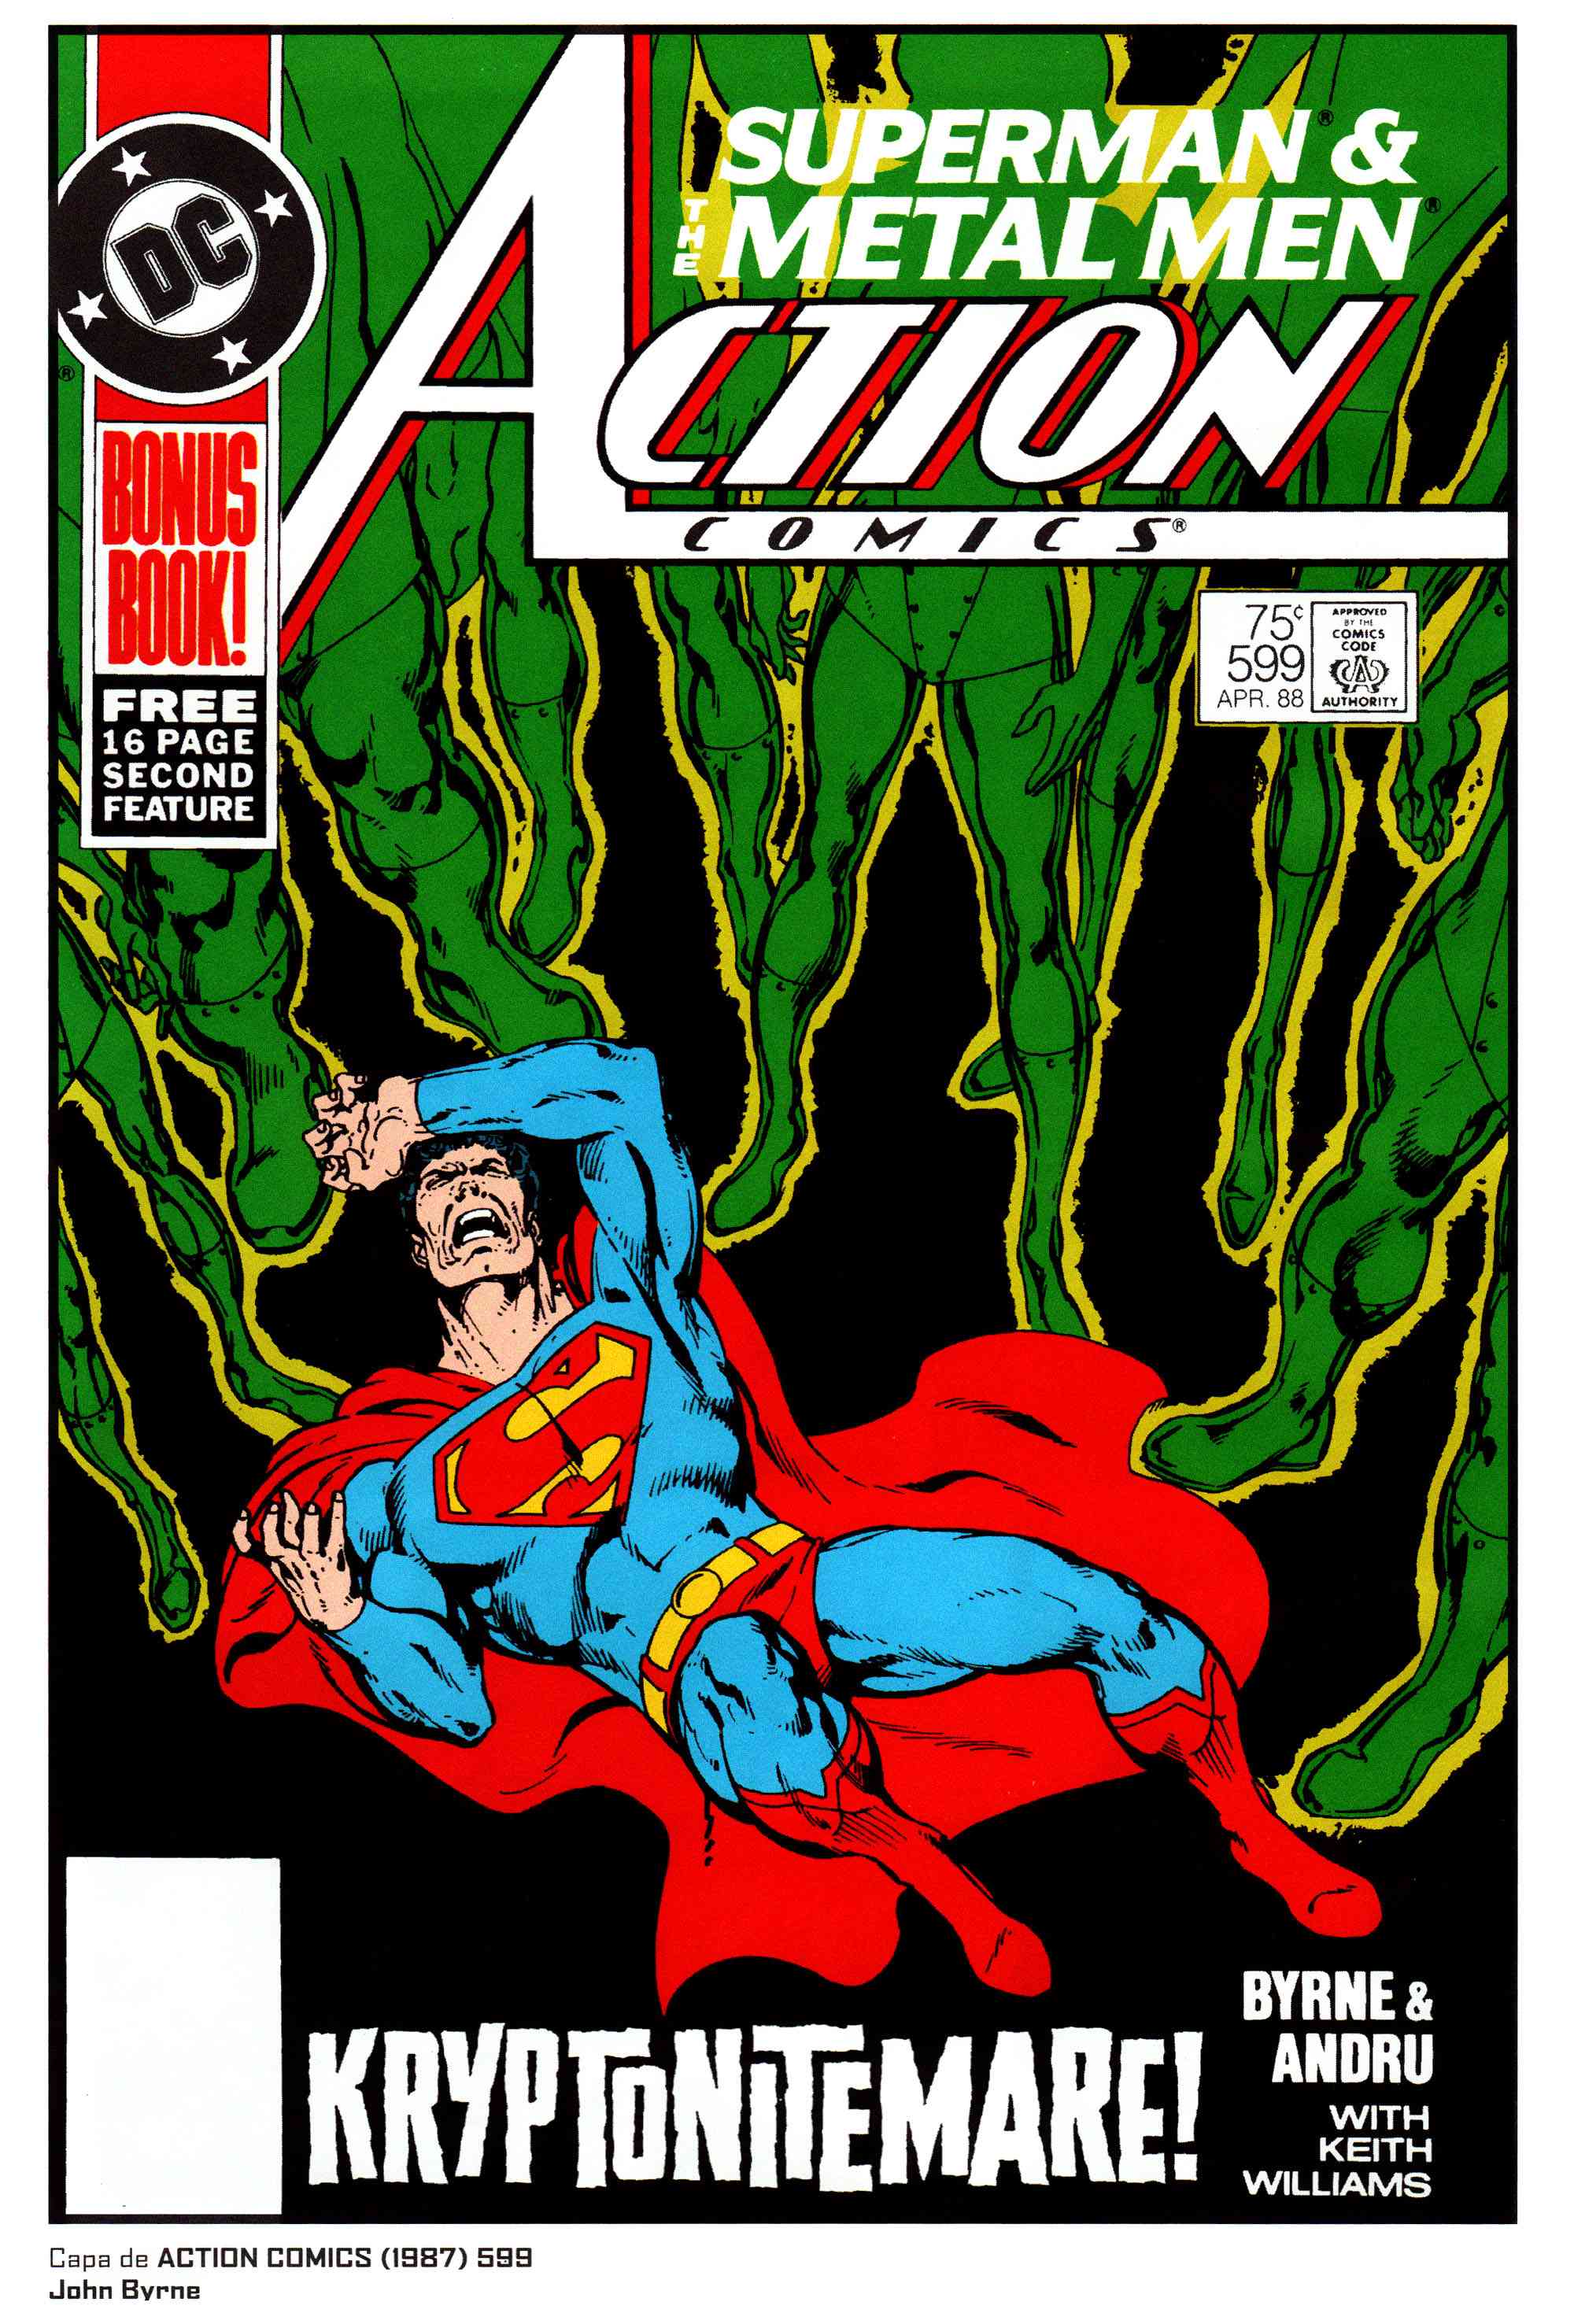 DC
®
BONUS
BOOK!
FREE
16 PAGE
SECOND
FEATURE
SUPERMAN® &
THE METAL MEN®
ACTION
COMICS®
75¢
599
APR. 88
APPROVED
BY THE
COMICS
CODE
CA
AUTHORITY
S
KRYPTONITEMARE!
BYRNE &
ANDRU
WITH
KEITH
WILLIAMS
Capa de ACTION COMICS (1987) 599
John Byrne